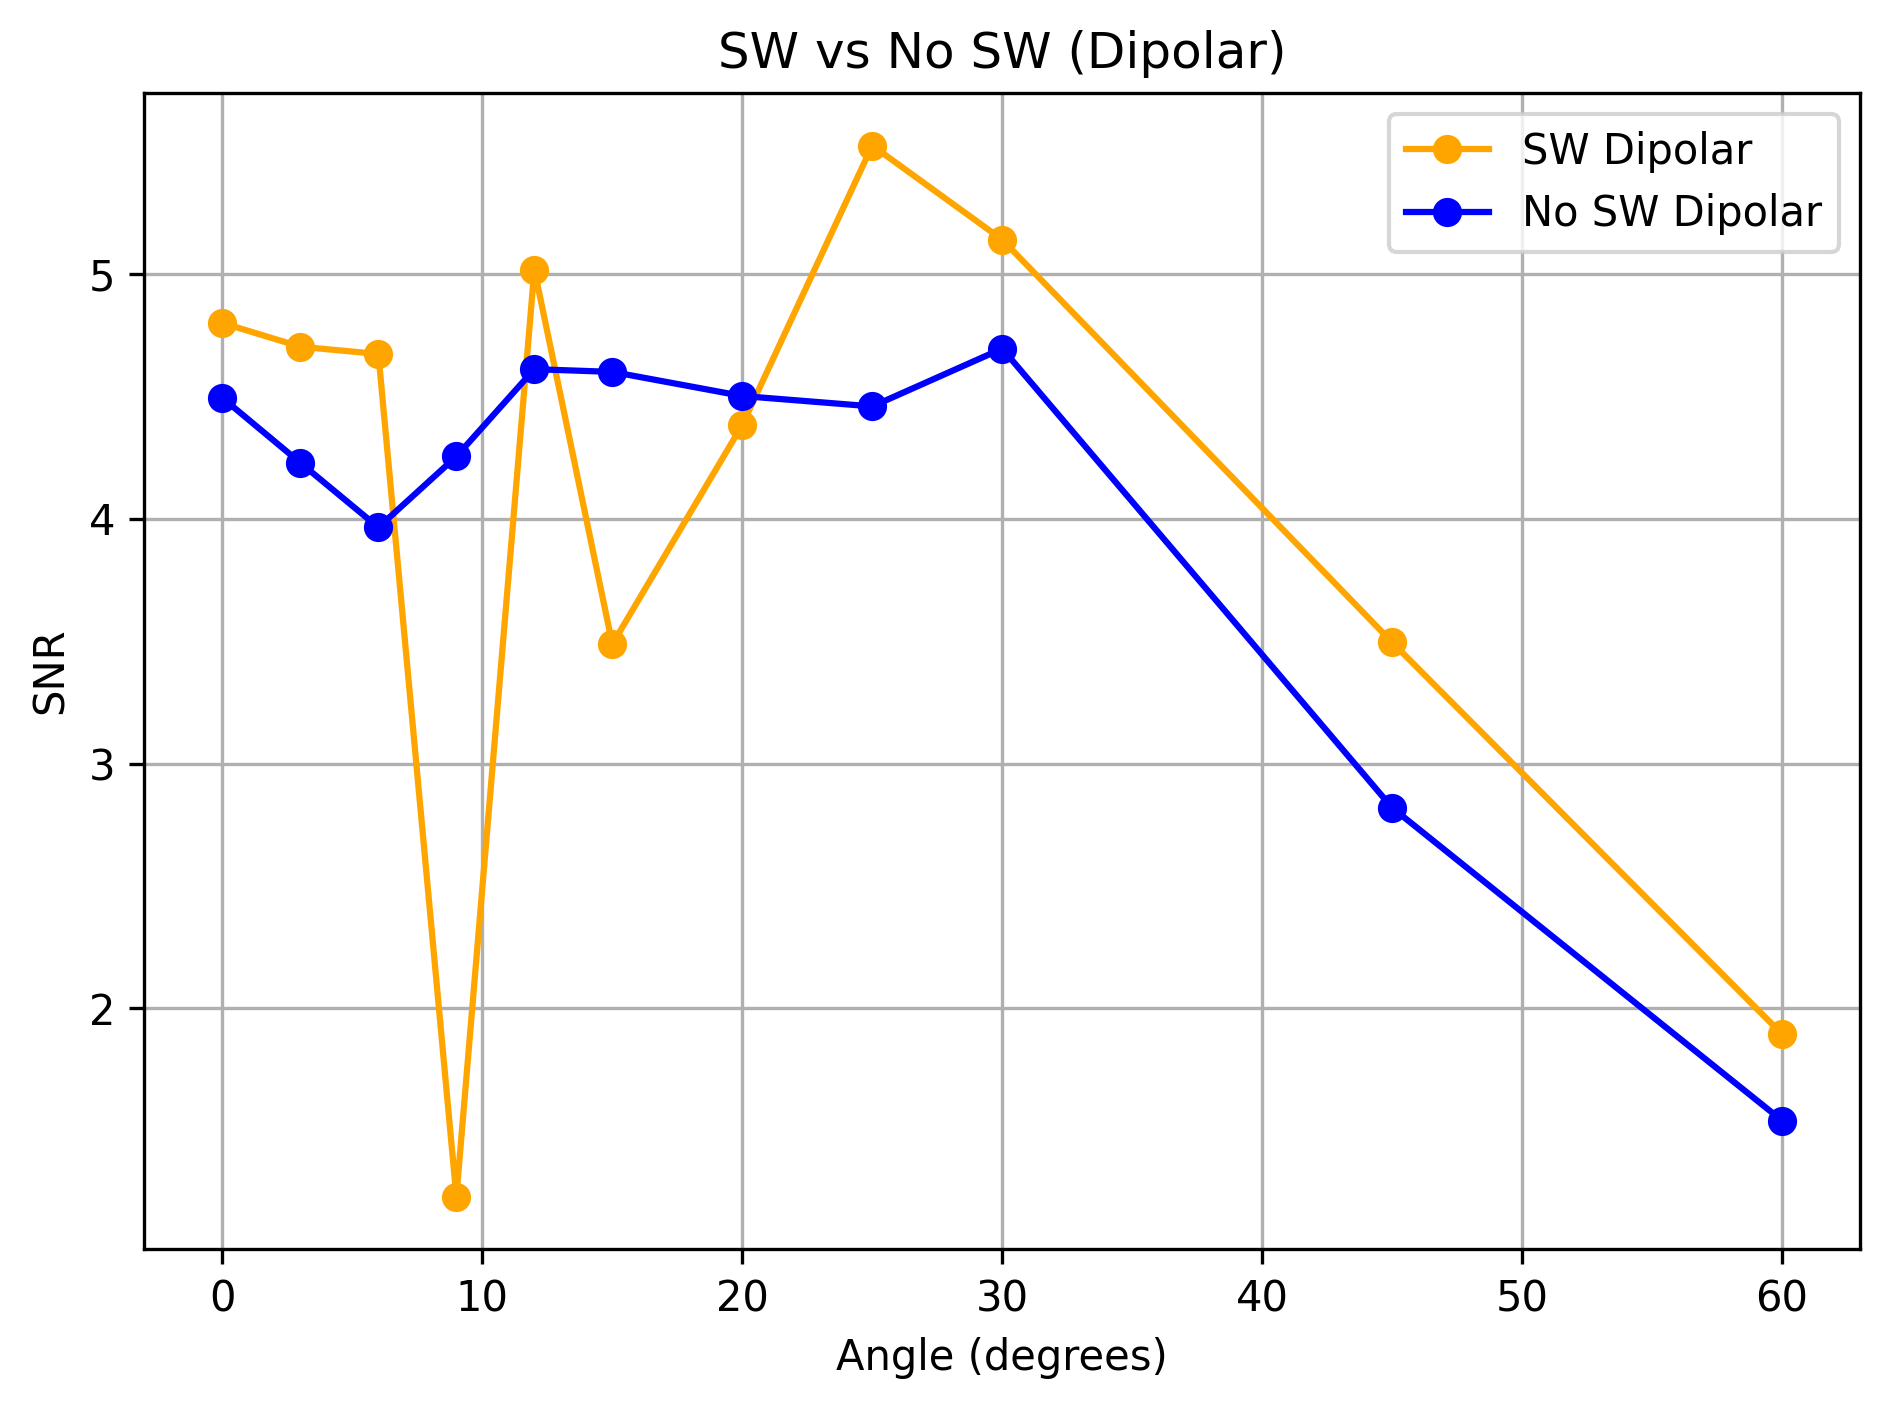 SW vs No SW (Dipolar)
SW Dipolar
No SW Dipolar
5
4
3
2
SNR
0 10 20 30 40 50 60
Angle (degrees)